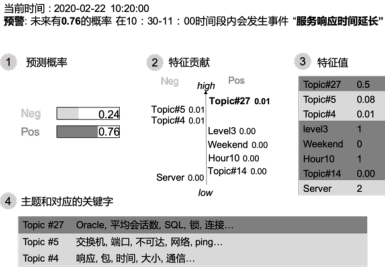 当前时间：2020-02-22 10:20:00
预警: 未来有0.76的概率 在10：30-11：00时间段内会发生事件 “服务响应时间延长”
1 预测概率
2 特征贡献
3 特征值
Neg 0.24
Pos 0.76
Neg high Pos
Topic#27 0.01
Topic#5 0.01
Topic#4 0.01
Level3 0.00
Weekend 0.00
Hour10 0.00
Topic#14 0.00
Server 0.00
low
Topic#27 0.5
Topic#5 0.08
Topic#4 0.01
level3 1
Weekend 0
Hour10 1
Topic#14 0.00
Server 2
4 主题和对应的关键字
Topic #27 Oracle, 平均会话数, SQL, 锁, 连接…
Topic #5 交换机, 端口, 不可达, 网络, ping…
Topic #4 响应, 包, 时间, 大小, 通信…